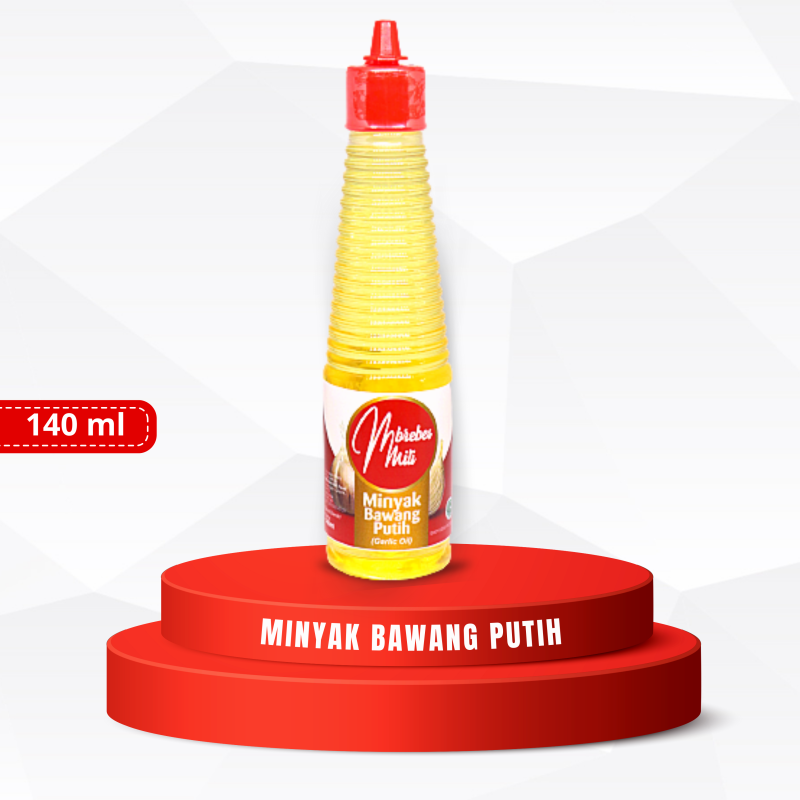 140 ml
Mbrebes
Mili
Minyak
Bawang
Putih
(Garlic Oil)
MINYAK BAWANG PUTIH